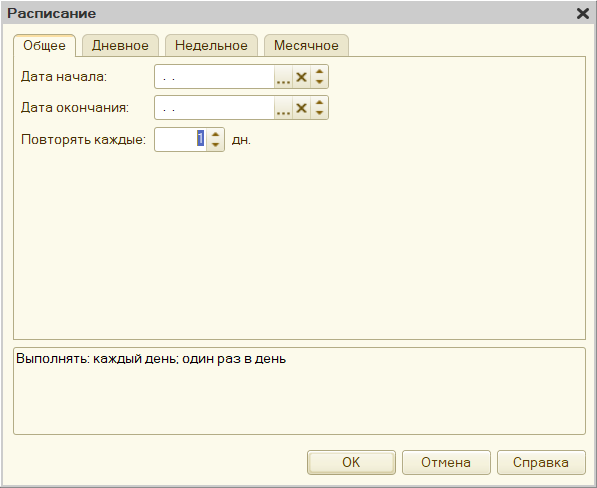 Расписание
Общее Дневное Недельное Месячное
Дата начала: . .
Дата окончания: . .
Повторять каждые: 1 дн.
Выполнять: каждый день; один раз в день
OK Отмена Справка